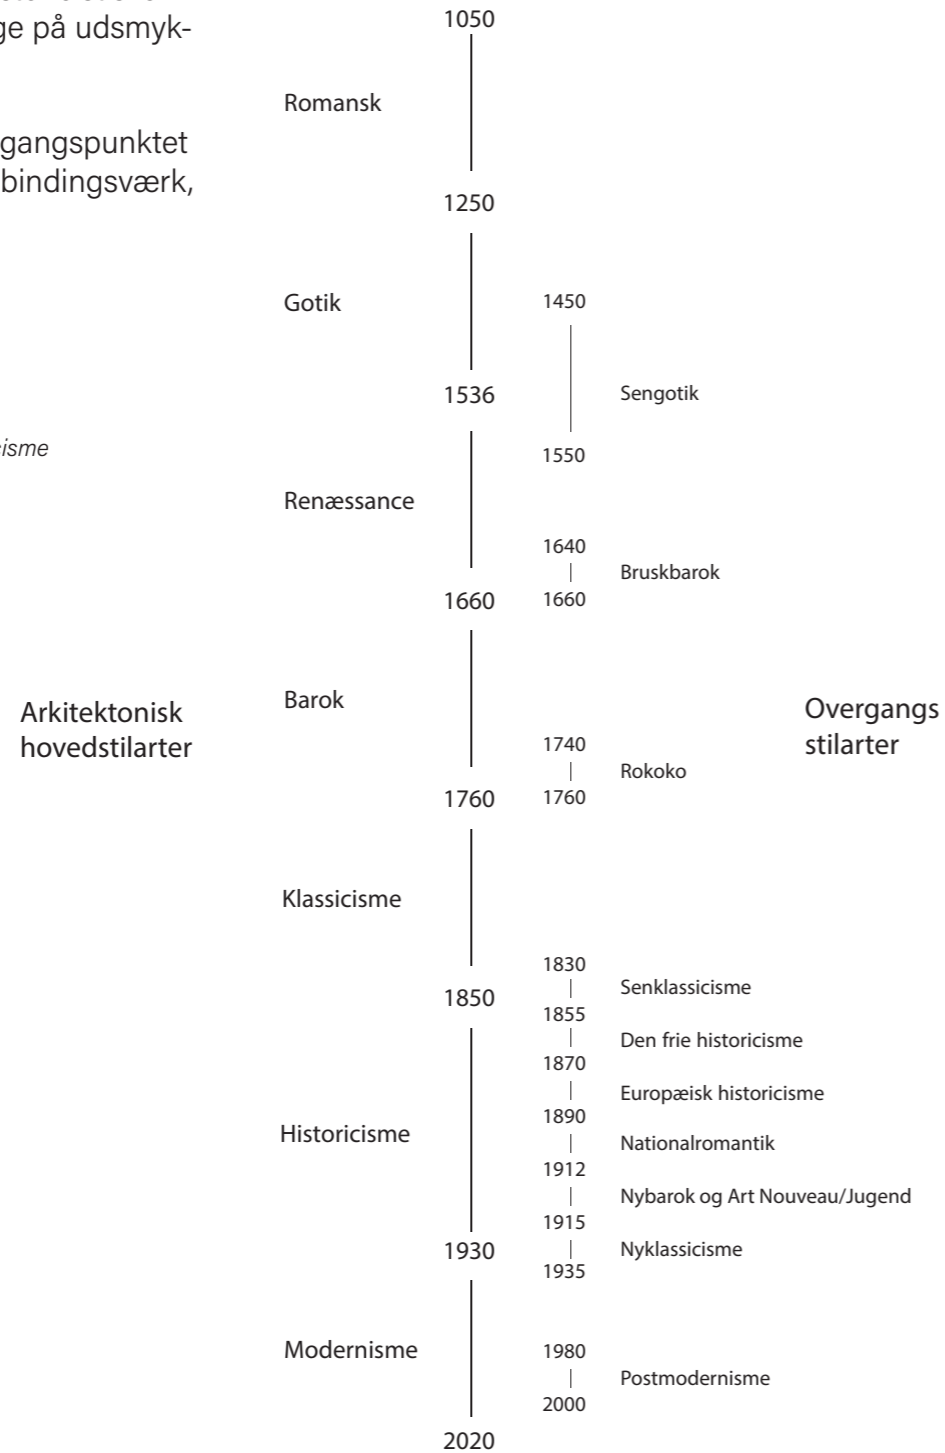 ge på udsmyk-
gangspunktet
bindingsværk,
cisme
Arkitektonisk
hovedstilarter
1050
Romansk
1250
Gotik
1536
Renæssance
1660
Barok
1760
Klassicisme
1850
Historicisme
1930
Modernisme
2020
1450
Sengotik
1550
1640
Bruskbarok
1660
1740
Rokoko
1760
1830
Senklassicisme
1855
Den frie historicisme
1870
Europæisk historicisme
1890
Nationalromantik
1912
Nybarok og Art Nouveau/Jugend
1915
Nyklassicisme
1935
1980
Postmodernisme
2000
Overgangs
stilarter